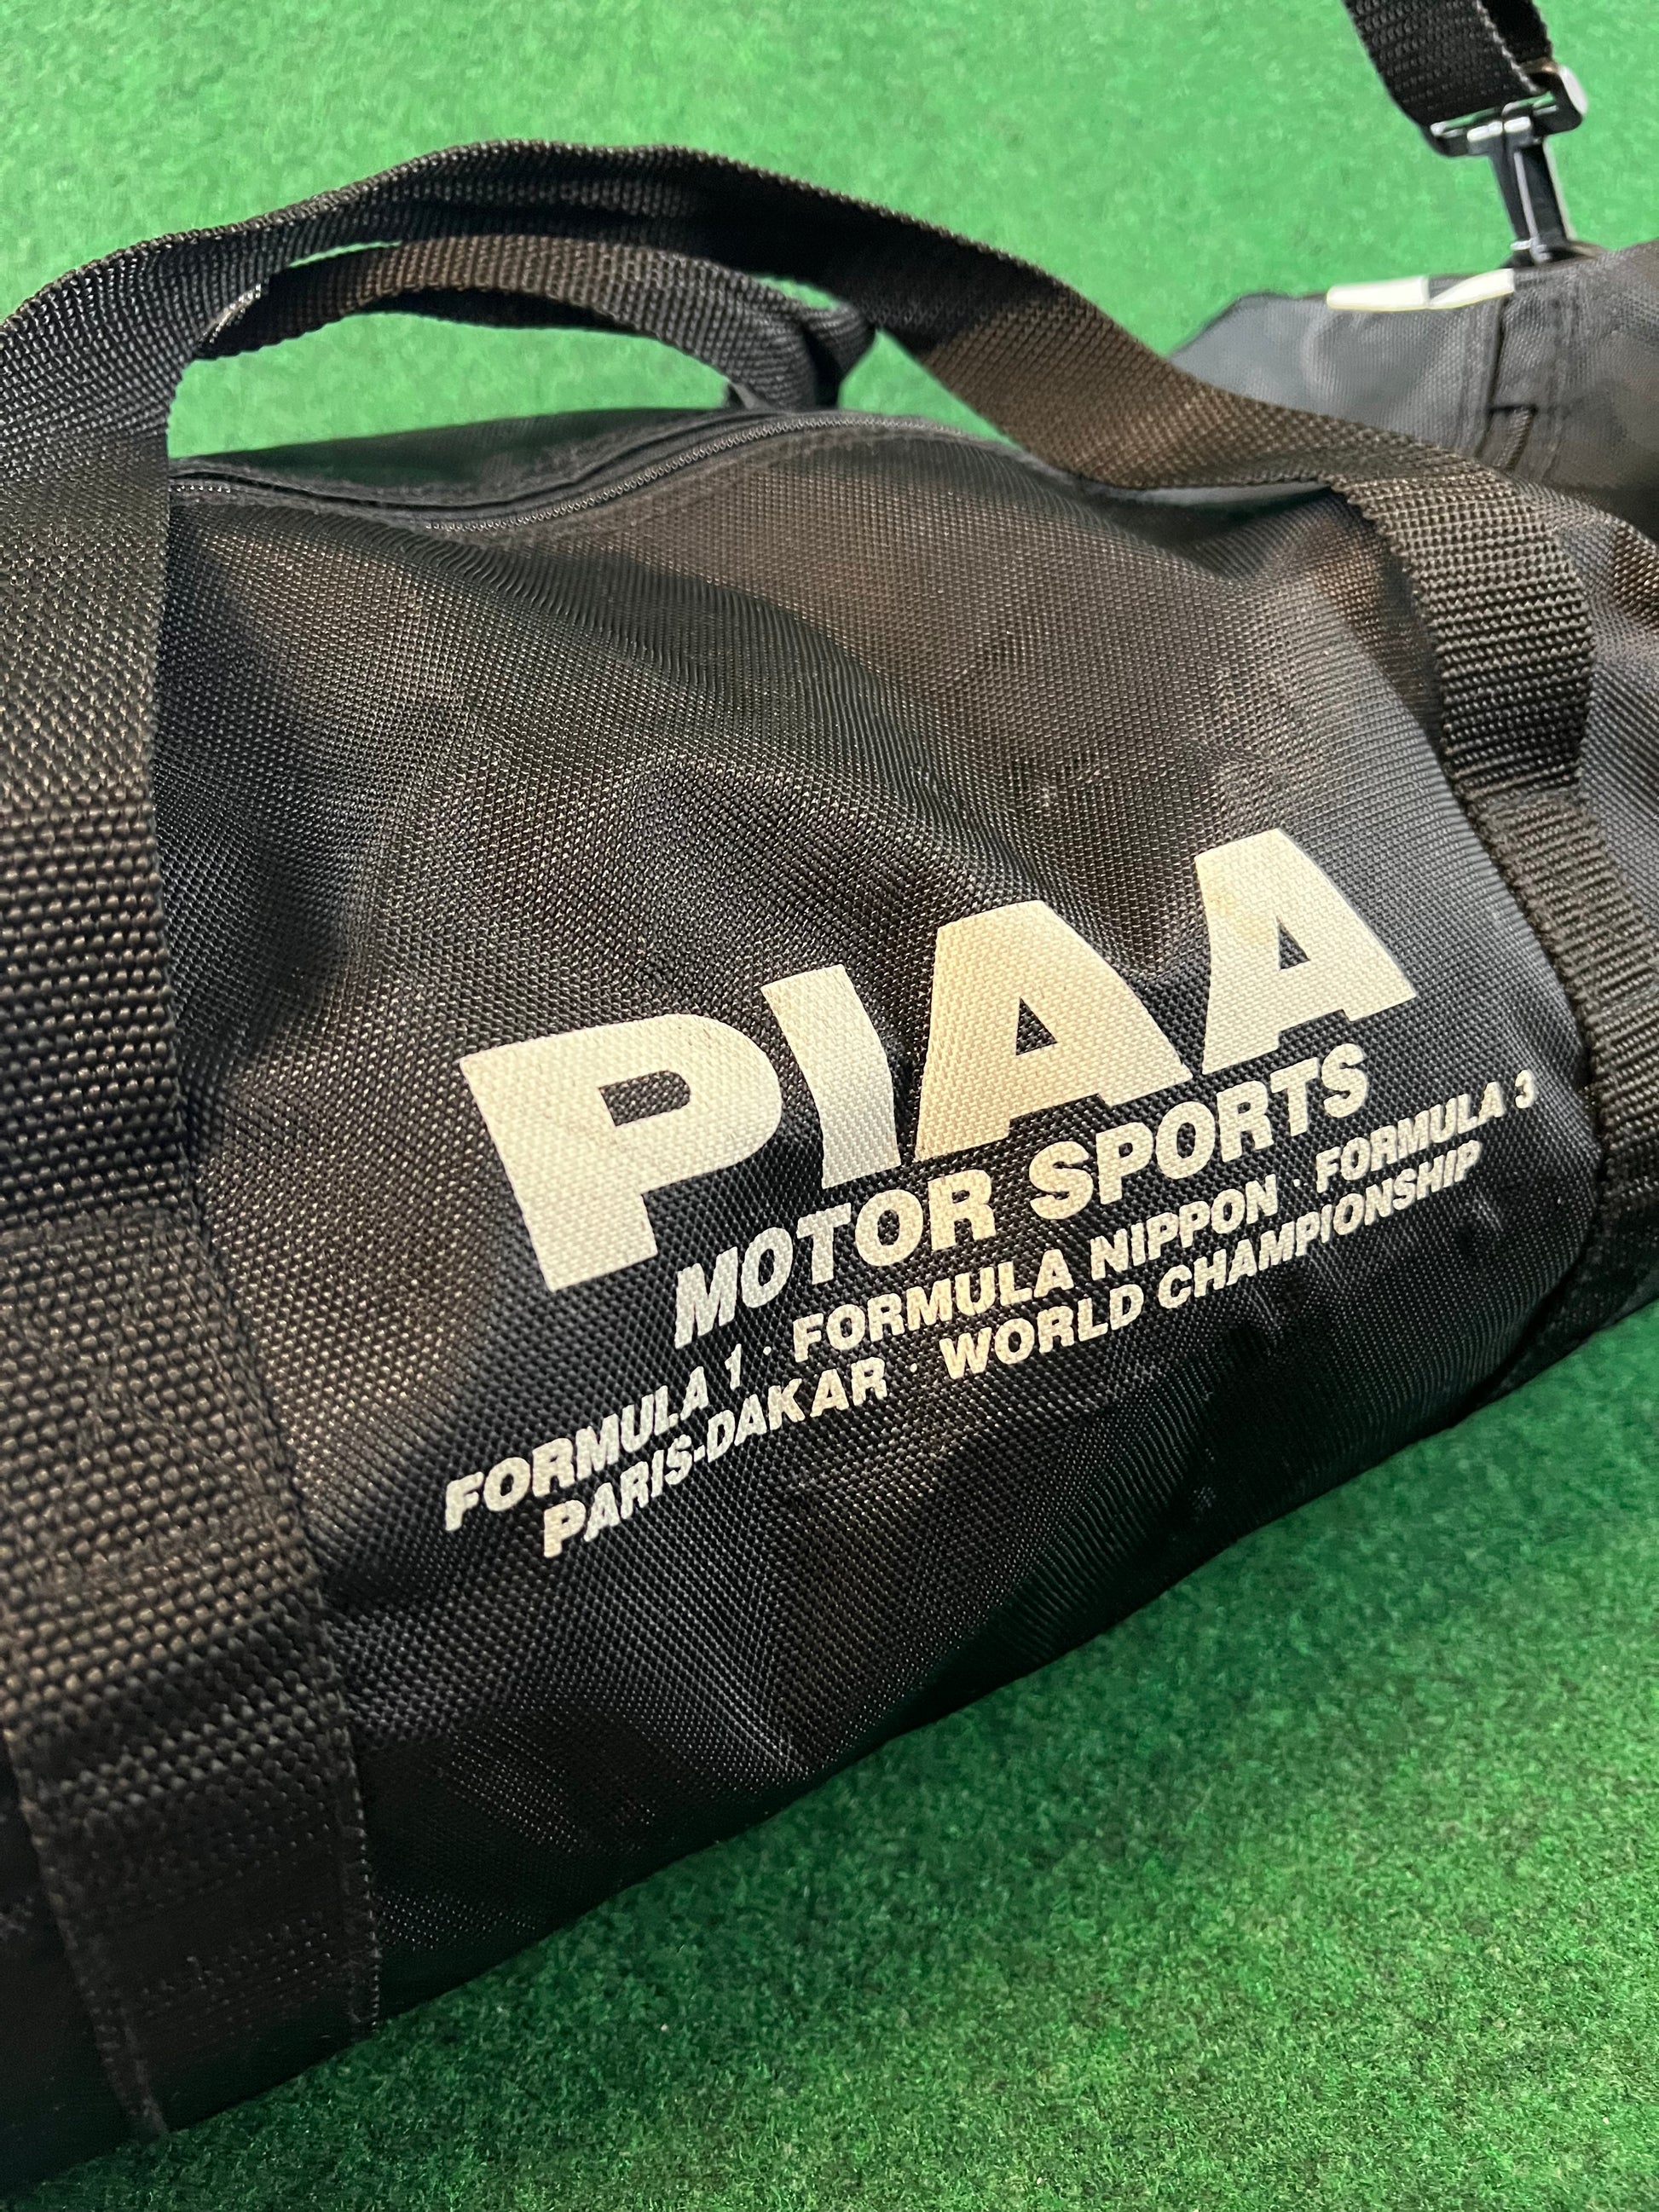 PIAA
MOTOR SPORTS
FORMULA 1 · FORMULA NIPPON · FORMULA 3
PARIS-DAKAR · WORLD CHAMPIONSHIP